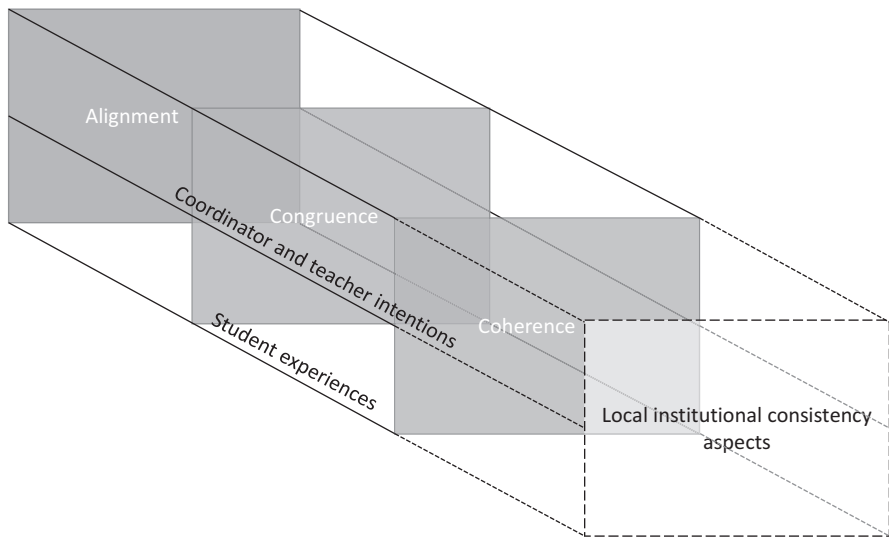 Alignment
Congruence
Coordinator and teacher intentions
Student experiences
Coherence
Local institutional consistency
aspects